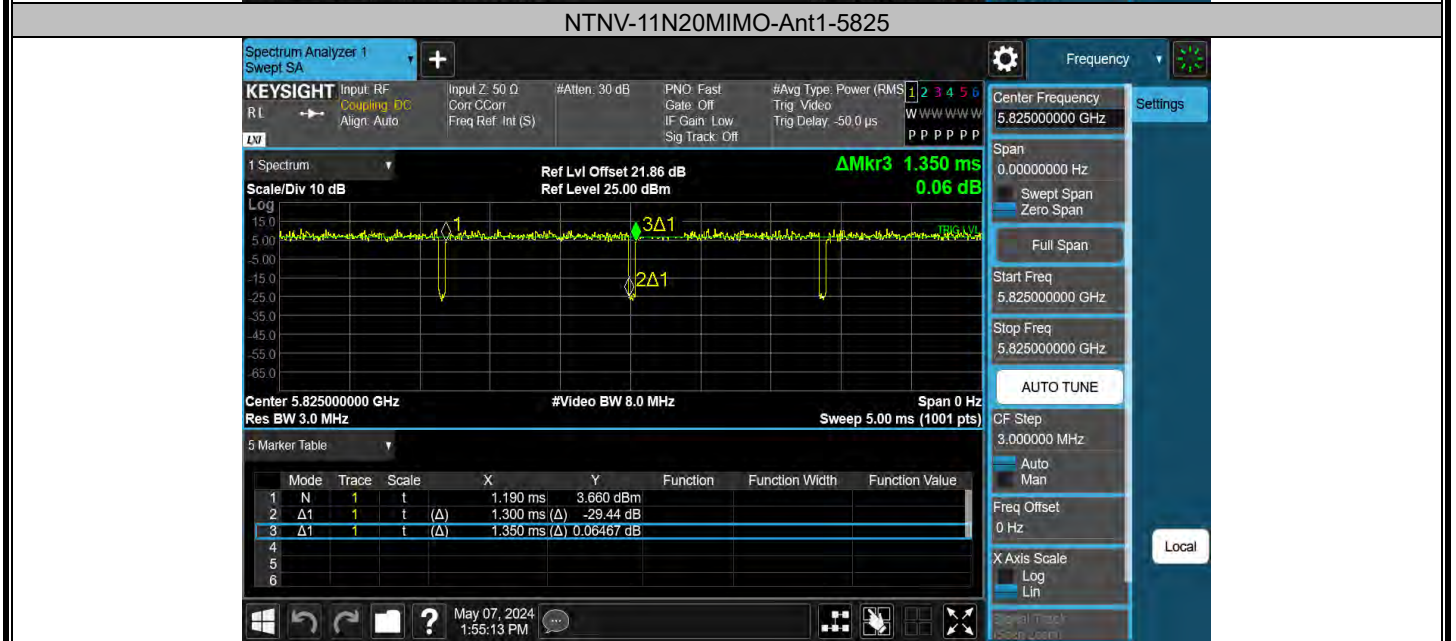 NTNV-11N20MIMO-Ant1-5825
Spectrum Analyzer 1
Swept SA
+
Frequency
KEYSIGHT
RL
LXI
Input: RF
Coupling: DC
Align: Auto
Input Z: 50 Ω
Corr CCorr
Freq Ref: Int (S)
#Atten: 30 dB
PNO: Fast
Gate: Off
IF Gain: Low
Sig Track: Off
#Avg Type: Power (RMS
Trig: Video
Trig Delay: -50.0 µs
1 2 3 4 5 6
W W W W W W
P P P P P P
Center Frequency
5.825000000 GHz
Settings
Span
0.00000000 Hz
Swept Span
Zero Span
Full Span
Start Freq
5.825000000 GHz
Stop Freq
5.825000000 GHz
AUTO TUNE
CF Step
3.000000 MHz
Auto
Man
Freq Offset
0 Hz
X Axis Scale
Log
Lin
Signal Track
(Span Zoom)
Local
1 Spectrum
Scale/Div 10 dB
Log
Ref Lvl Offset 21.86 dB
Ref Level 25.00 dBm
ΔMkr3 1.350 ms
0.06 dB
15.0
5.00
-5.00
-15.0
-25.0
-35.0
-45.0
-55.0
-65.0
1
3Δ1
2Δ1
TRIG LVL
Center 5.825000000 GHz
#Video BW 8.0 MHz
Span 0 Hz
Res BW 3.0 MHz
Sweep 5.00 ms (1001 pts)
5 Marker Table
Mode Trace Scale X Y Function Function Width Function Value
1 N 1 t 1.190 ms 3.660 dBm
2 Δ1 1 t (Δ) 1.300 ms (Δ) -29.44 dB
3 Δ1 1 t (Δ) 1.350 ms (Δ) 0.06467 dB
4
5
6
?
May 07, 2024
1:55:13 PM